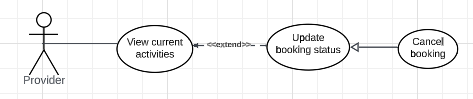 View current
activities
<<extend>>
Update
booking status
Cancel
booking
Provider